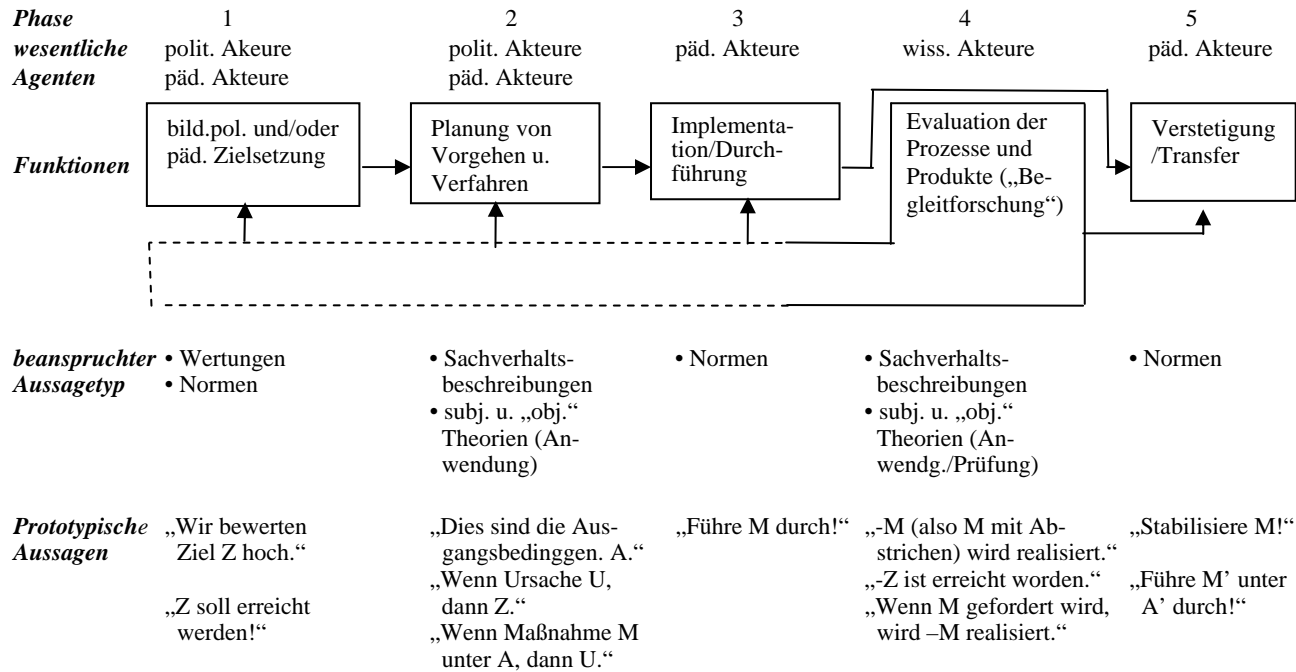 Phase 1 2 3 4 5
wesentliche polit. Akeure polit. Akteure päd. Akteure wiss. Akteure päd. Akteure
Agenten päd. Akteure päd. Akteure
Funktionen
bild.pol. und/oder
päd. Zielsetzung
Planung von
Vorgehen u.
Verfahren
Implementa-
tion/Durch-
führung
Evaluation der
Prozesse und
Produkte („Be-
gleitforschung“)
Verstetigung
/Transfer
beanspruchter
Aussagetyp
• Wertungen
• Normen
• Sachverhalts-
beschreibungen
• subj. u. „obj.“
Theorien (An-
wendung)
• Normen
• Sachverhalts-
beschreibungen
• subj. u. „obj.“
Theorien (An-
wendg./Prüfung)
• Normen
Prototypische
Aussagen
„Wir bewerten
Ziel Z hoch.“
„Z soll erreicht
werden!“
„Dies sind die Aus-
gangsbedinggen. A.“
„Wenn Ursache U,
dann Z.“
„Wenn Maßnahme M
unter A, dann U.“
„Führe M durch!“
„-M (also M mit Ab-
strichen) wird realisiert.“
„-Z ist erreicht worden.“
„Wenn M gefordert wird,
wird –M realisiert.“
„Stabilisiere M!“
„Führe M’ unter
A’ durch!“